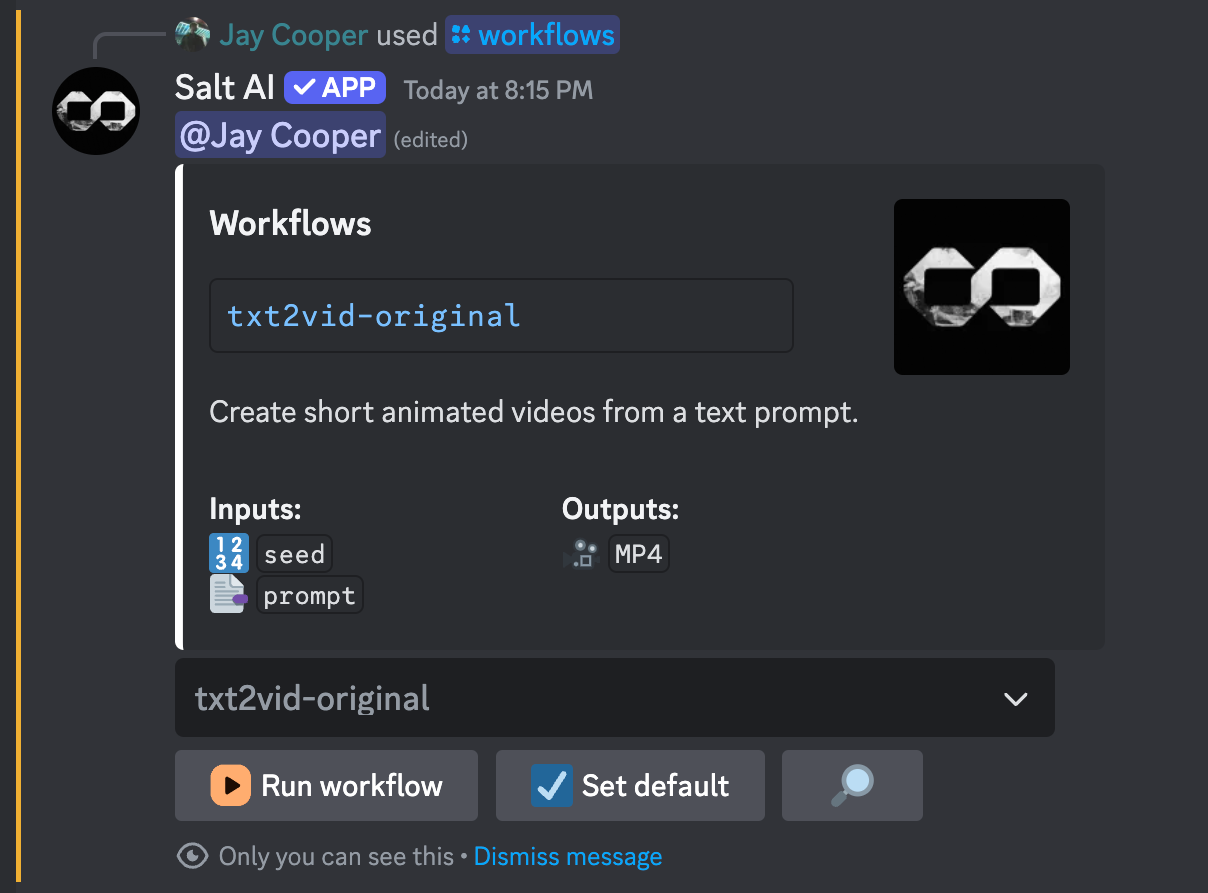 Jay Cooper used workflows
Salt AI APP Today at 8:15 PM
@Jay Cooper (edited)
Workflows
txt2vid-original
Create short animated videos from a text prompt.
Inputs: Outputs:
1234 seed MP4
prompt
txt2vid-original
Run workflow Set default
Only you can see this • Dismiss message